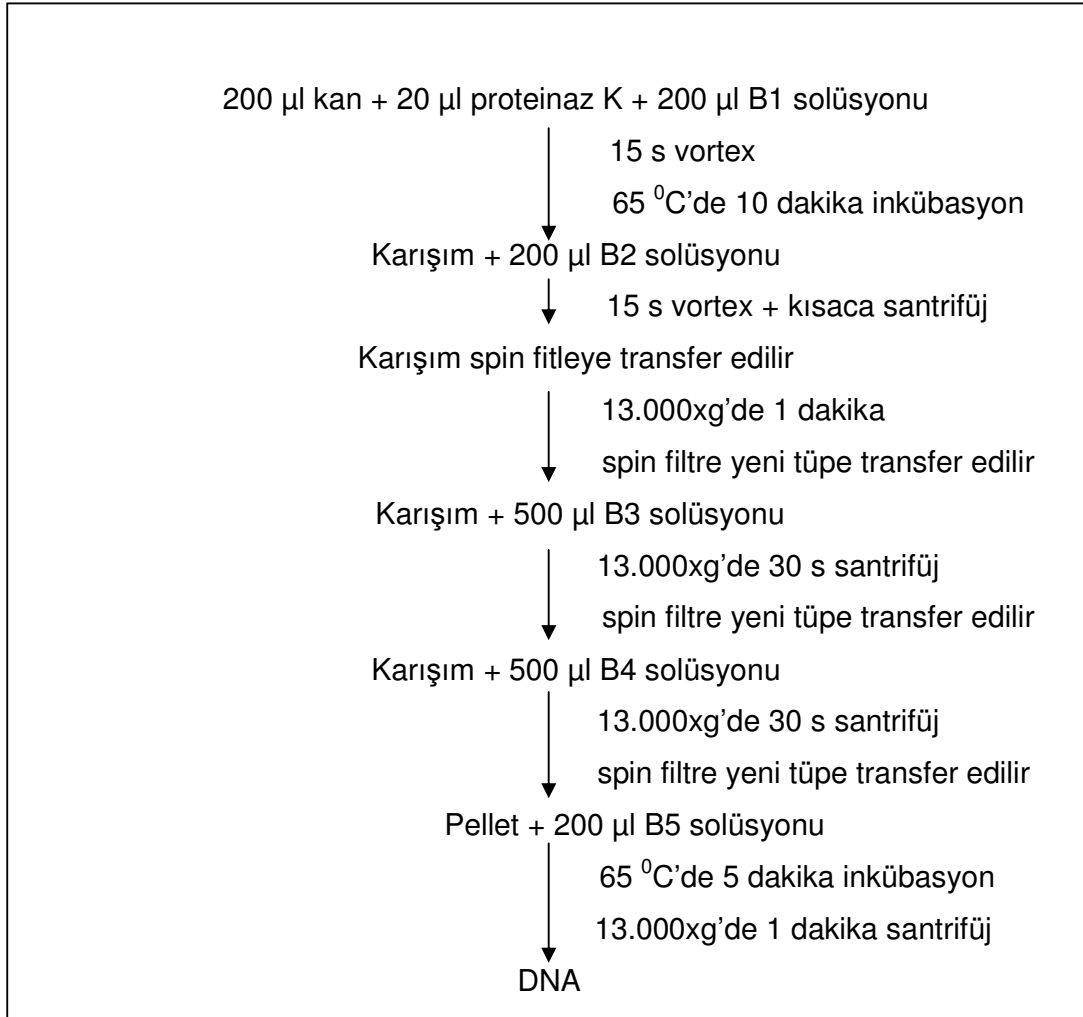 200 µl kan + 20 µl proteinaz K + 200 µl B1 solüsyonu
15 s vortex
65 ⁰C’de 10 dakika inkübasyon
Karışım + 200 µl B2 solüsyonu
15 s vortex + kısaca santrifüj
Karışım spin fitleye transfer edilir
13.000xg’de 1 dakika
spin filtre yeni tüpe transfer edilir
Karışım + 500 µl B3 solüsyonu
13.000xg’de 30 s santrifüj
spin filtre yeni tüpe transfer edilir
Karışım + 500 µl B4 solüsyonu
13.000xg’de 30 s santrifüj
spin filtre yeni tüpe transfer edilir
Pellet + 200 µl B5 solüsyonu
65 ⁰C’de 5 dakika inkübasyon
13.000xg’de 1 dakika santrifüj
DNA